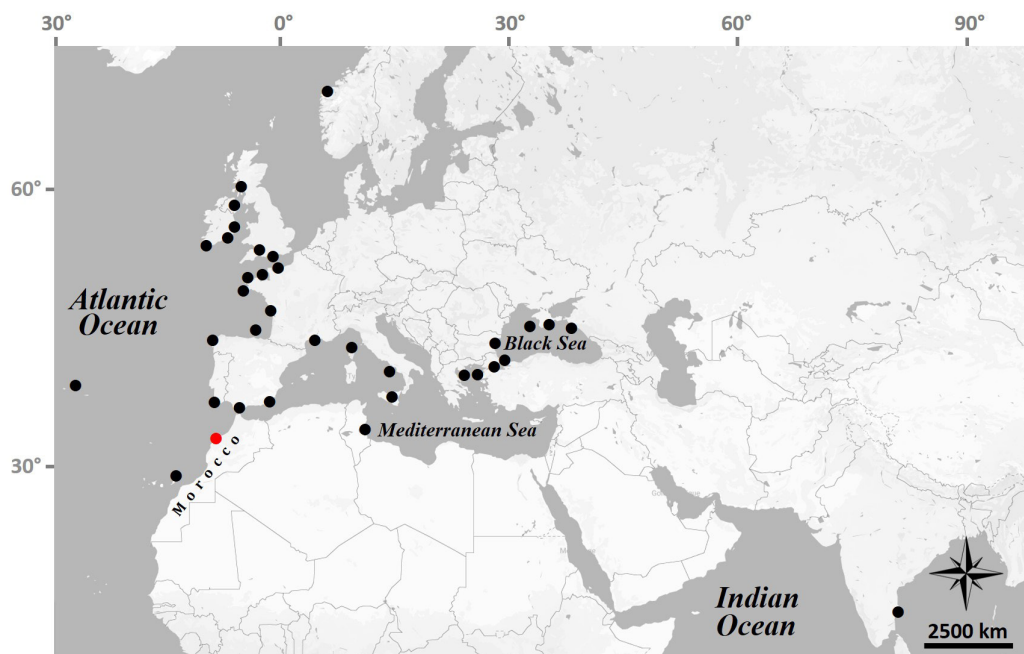 30° 0° 30° 60° 90°
60°
Atlantic
Ocean
Black Sea
Mediterranean Sea
Morocco
30°
Indian
Ocean
2500 km